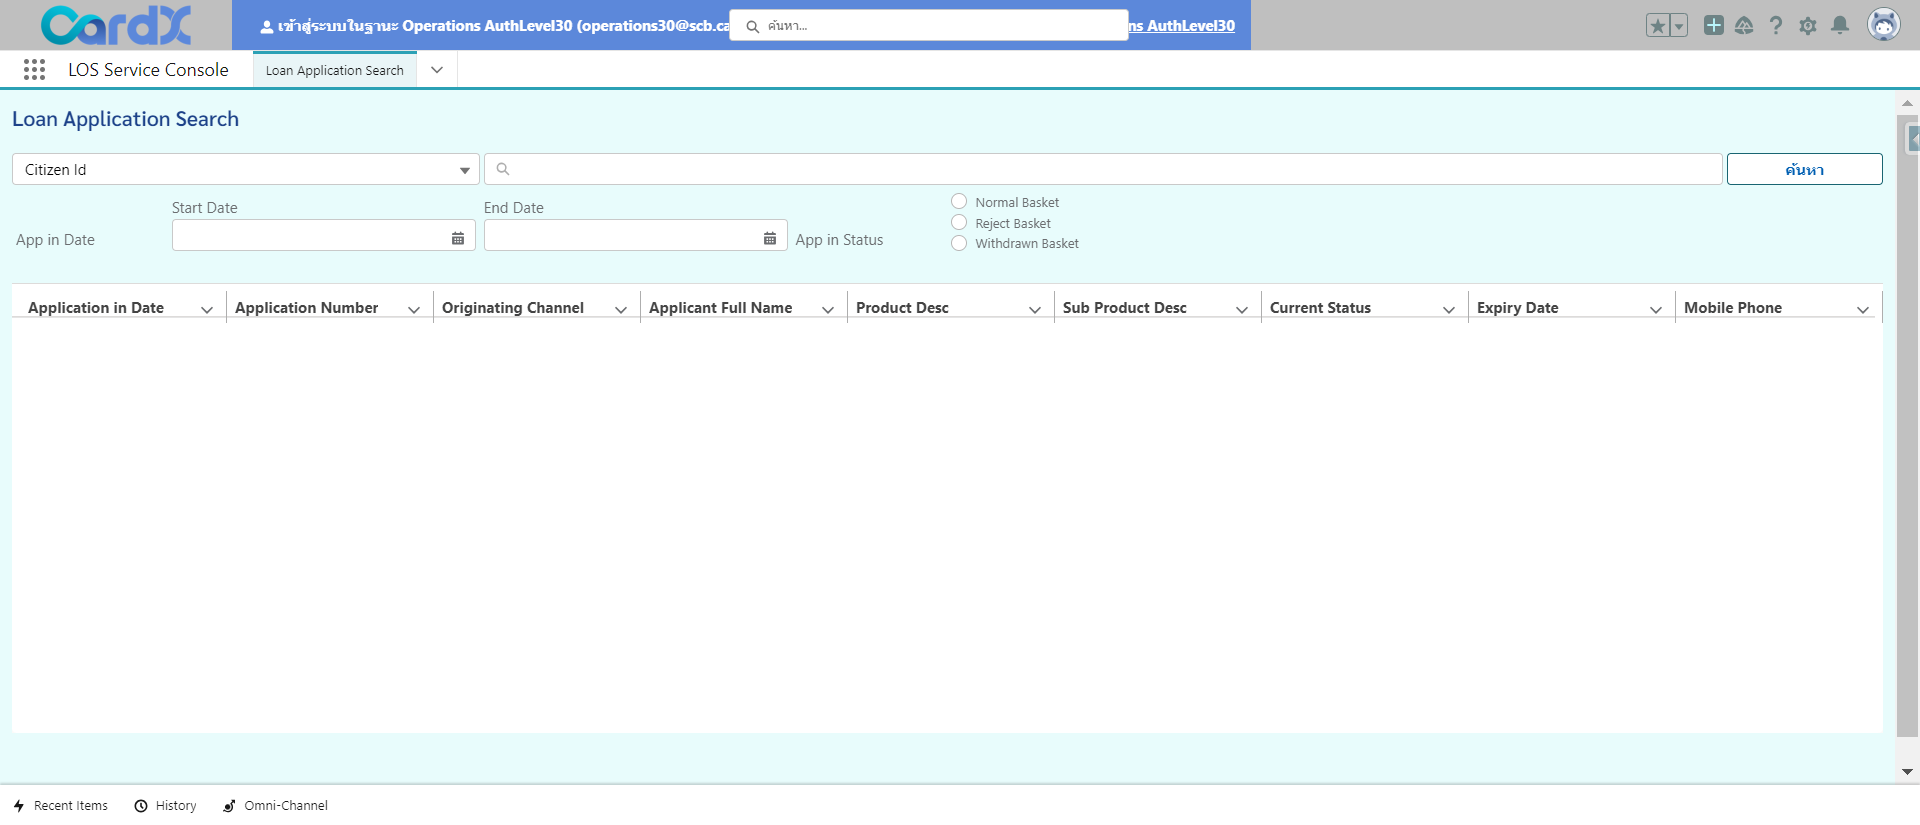 CardX
เข้าสู่ระบบในฐานะ Operations AuthLevel30 (operations30@scb.ca
ค้นหา...
ns AuthLevel30
LOS Service Console
Loan Application Search
Loan Application Search
Citizen Id
ค้นหา
App in Date
Start Date
End Date
App in Status
Normal Basket
Reject Basket
Withdrawn Basket
Application in Date Application Number Originating Channel Applicant Full Name Product Desc Sub Product Desc Current Status Expiry Date Mobile Phone
Recent Items History Omni-Channel